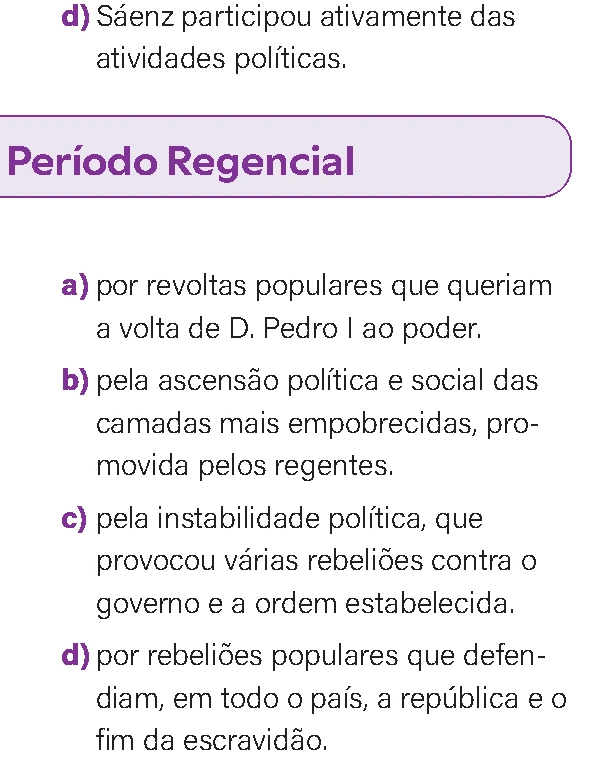 d) Sáenz participou ativamente das
atividades políticas.
Período Regencial
a) por revoltas populares que queriam
a volta de D. Pedro I ao poder.
b) pela ascensão política e social das
camadas mais empobrecidas, pro-
movida pelos regentes.
c) pela instabilidade política, que
provocou várias rebeliões contra o
governo e a ordem estabelecida.
d) por rebeliões populares que defen-
diam, em todo o país, a república e o
fim da escravidão.